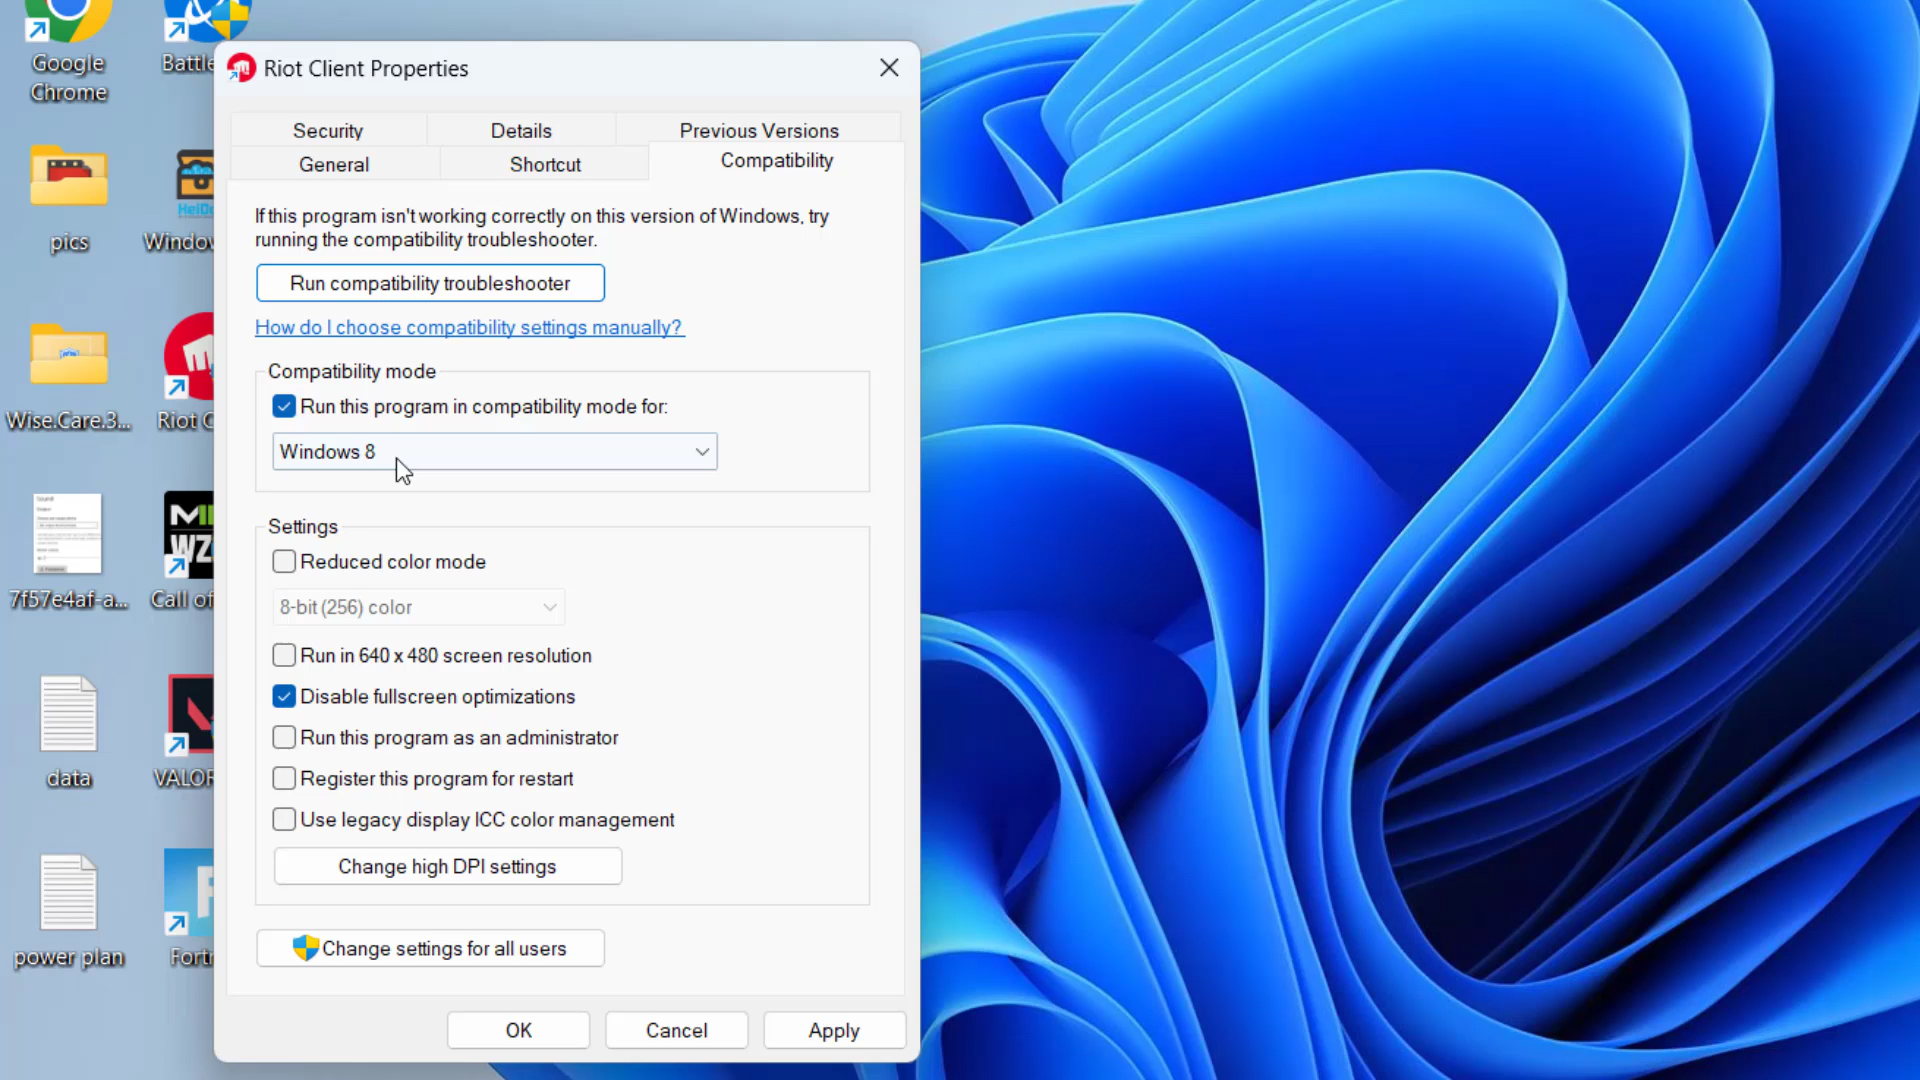 Google
Chrome
Battle
pics
Window
HeiDo
Wise.Care.3...
Riot C
7f57e4af-a...
Call of
WZ
data
VALOR
power plan
Fortn
Riot Client Properties
Security
Details
Previous Versions
General
Shortcut
Compatibility
If this program isn't working correctly on this version of Windows, try
running the compatibility troubleshooter.
Run compatibility troubleshooter
How do I choose compatibility settings manually?
Compatibility mode
Run this program in compatibility mode for:
Windows 8
Settings
Reduced color mode
8-bit (256) color
Run in 640 x 480 screen resolution
Disable fullscreen optimizations
Run this program as an administrator
Register this program for restart
Use legacy display ICC color management
Change high DPI settings
Change settings for all users
OK
Cancel
Apply